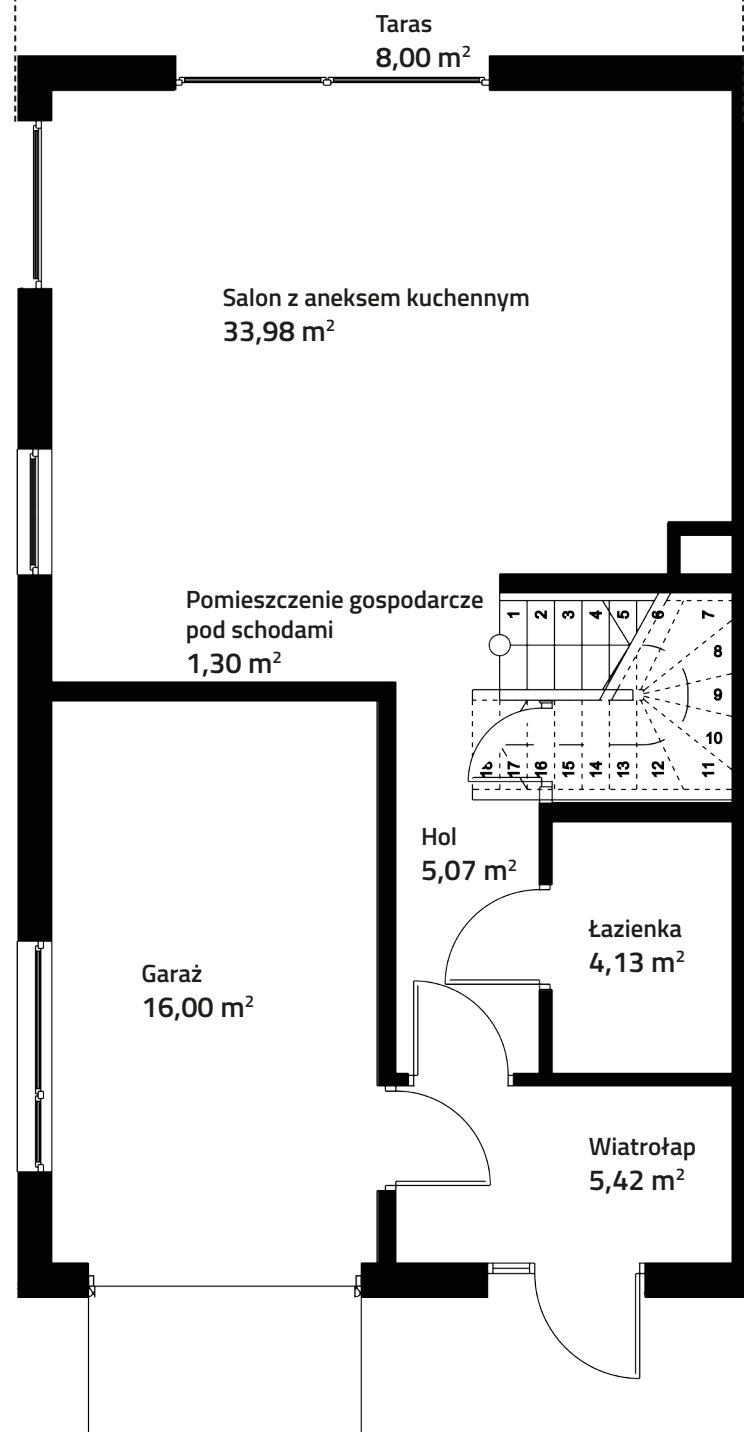 Taras
8,00 m²
Salon z aneksem kuchennym
33,98 m²
Pomieszczenie gospodarcze
pod schodami
1,30 m²
1 2 3 4 5 6 7
8
9
10
18 17 16 15 14 13 12 11
Hol
5,07 m²
Łazienka
4,13 m²
Garaż
16,00 m²
Wiatrołap
5,42 m²